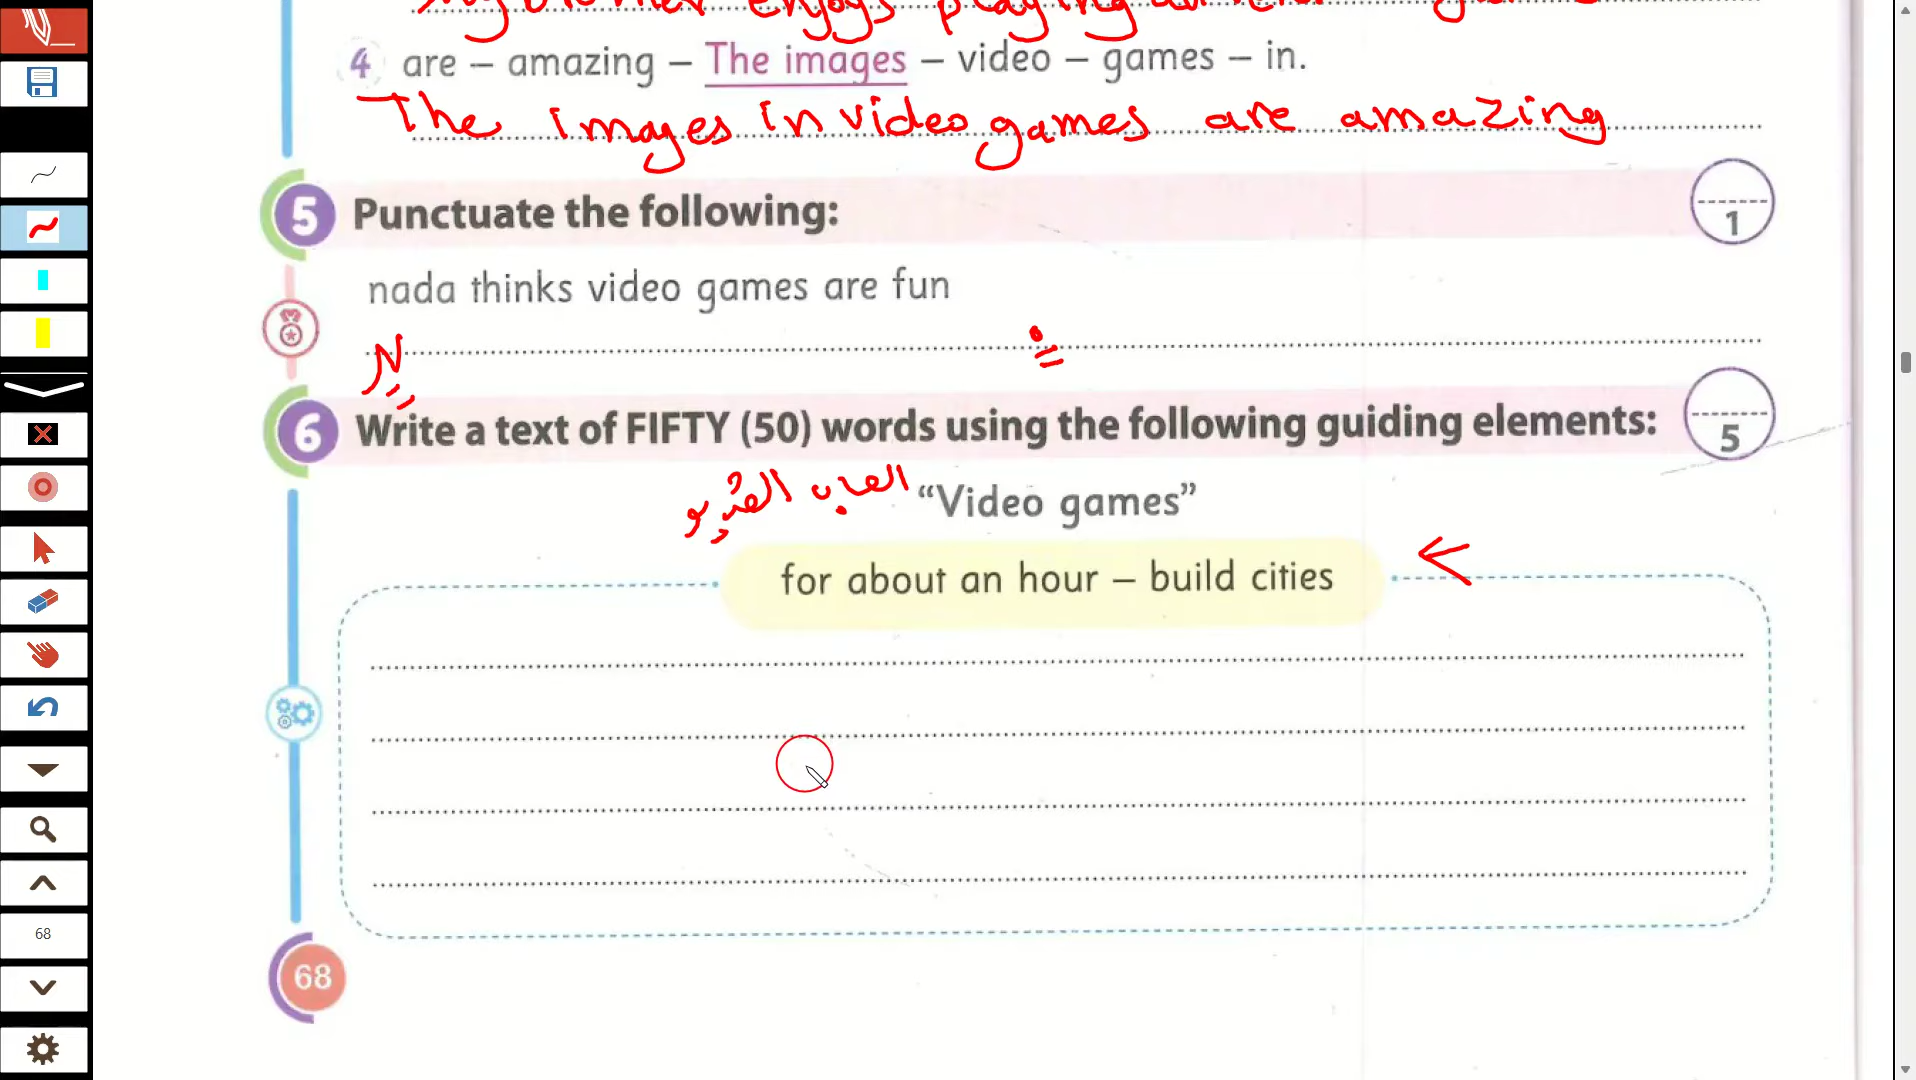 enjoys playing
4 are – amazing – The images – video – games – in.
The images in video games are amazing
5 Punctuate the following:
1
nada thinks video games are fun
N .
6 Write a text of FIFTY (50) words using the following guiding elements:
5
“Video games”
for about an hour – build cities
68
68